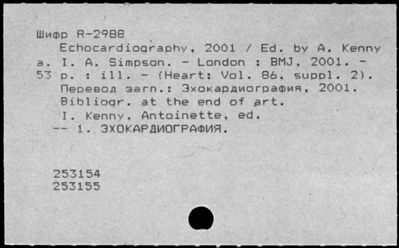 Шифр R-2988
Echocardiography, 2001 / Ed. by A. Kenny
a. I. A. Simpson. - London : BMJ, 2001. -
53 p. : ill. - (Heart; Vol. 86, suppl. 2).
Перевод загл.: Эхокардиография, 2001.
Bibliogr. at the end of art.
I. Kenny, Antoinette, ed.
-- 1. ЭХОКАРДИОГРАФИЯ.
253154
253155